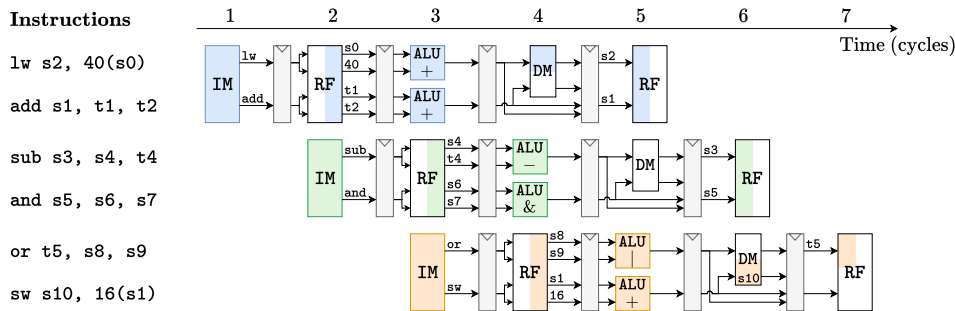 Instructions 1 2 3 4 5 6 7
Time (cycles)
lw s2, 40(s0)
IM lw add RF s0 40 t1 t2 ALU + ALU + DM s2 s1 RF
add s1, t1, t2
sub s3, s4, t4
IM sub and RF s4 t4 s6 s7 ALU − ALU & DM s3 s5 RF
and s5, s6, s7
or t5, s8, s9
IM or sw RF s8 s9 s1 16 ALU | ALU + DM s10 t5 RF
sw s10, 16(s1)